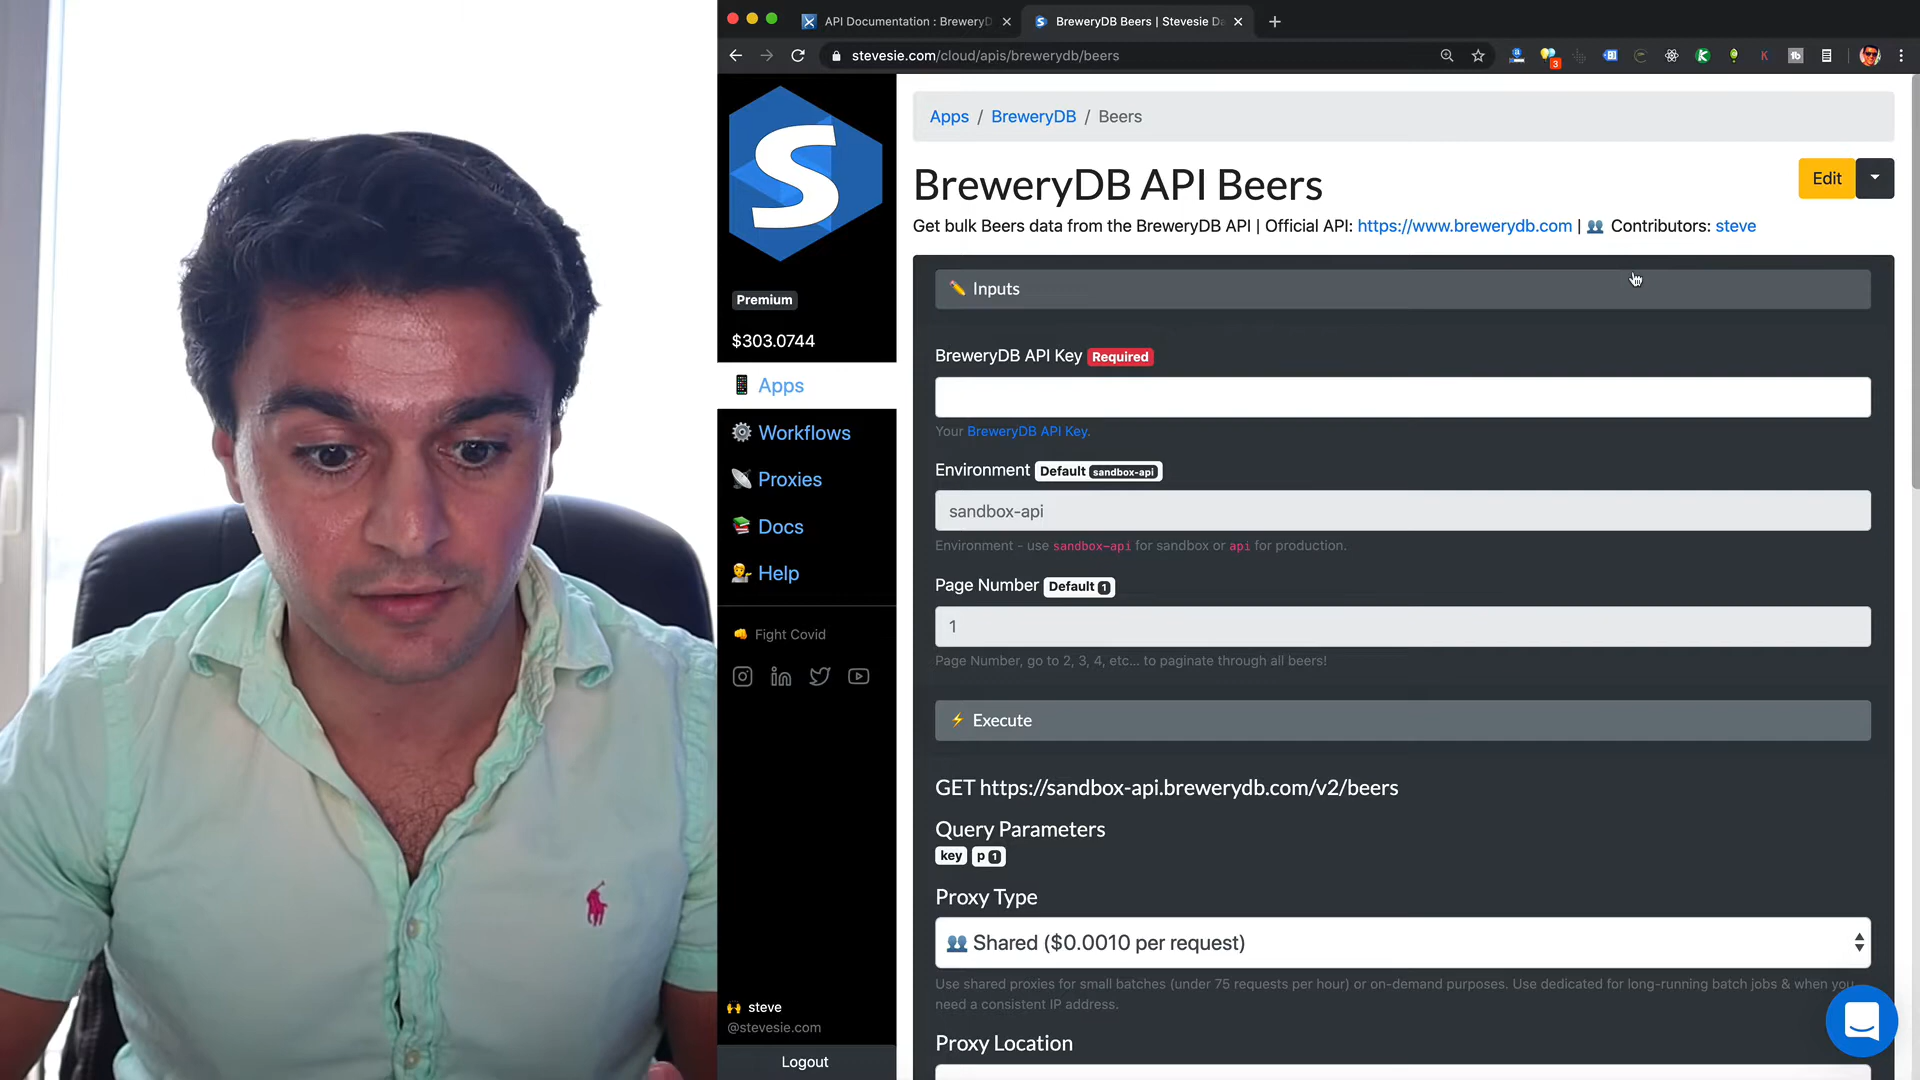 API Documentation : BreweryD
BreweryDB Beers | Stevesie Da
stevesie.com/cloud/apis/brewerydb/beers
3
tb
K
S
Premium
$303.0744
Apps
Workflows
Proxies
Docs
Help
Fight Covid
steve
@stevesie.com
Logout
Apps / BreweryDB / Beers
BreweryDB API Beers
Edit
Get bulk Beers data from the BreweryDB API | Official API: https://www.brewerydb.com | Contributors: steve
Inputs
BreweryDB API Key Required
Your BreweryDB API Key.
Environment Default sandbox-api
sandbox-api
Environment - use sandbox-api for sandbox or api for production.
Page Number Default 1
1
Page Number, go to 2, 3, 4, etc... to paginate through all beers!
Execute
GET https://sandbox-api.brewerydb.com/v2/beers
Query Parameters
key p 1
Proxy Type
Shared ($0.0010 per request)
Use shared proxies for small batches (under 75 requests per hour) or on-demand purposes. Use dedicated for long-running batch jobs & when you
need a consistent IP address.
Proxy Location